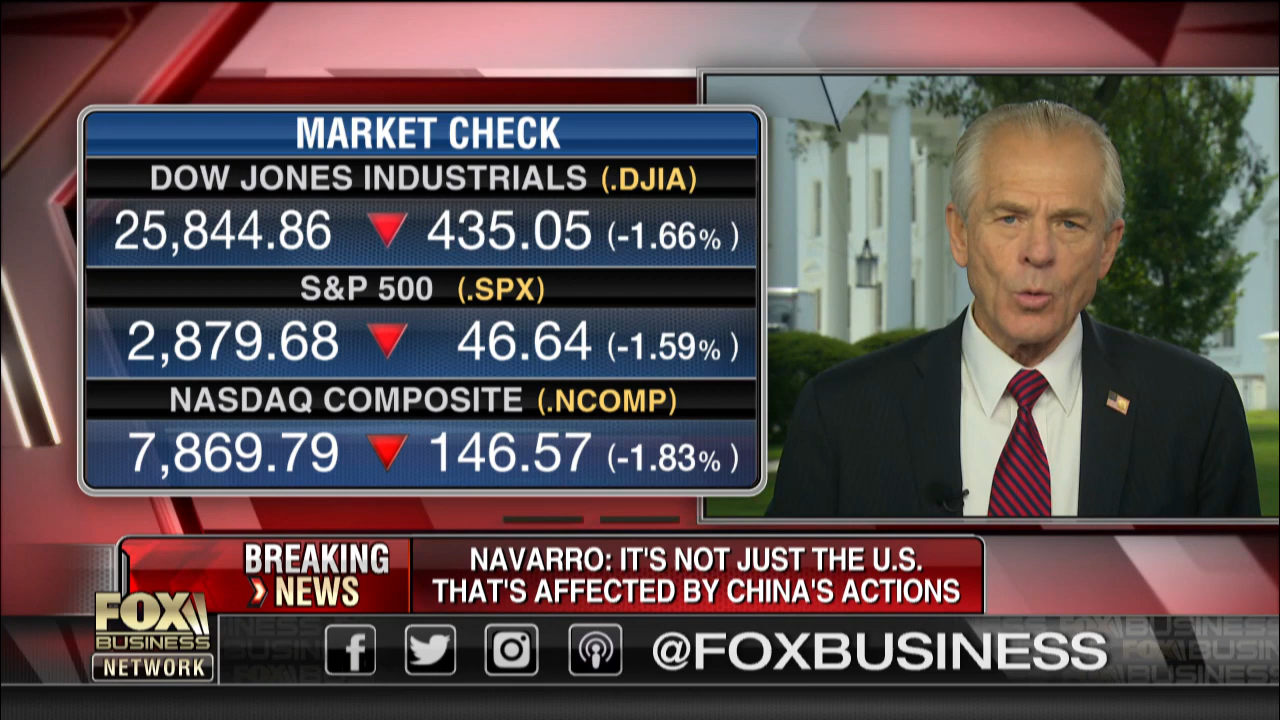 MARKET CHECK
DOW JONES INDUSTRIALS (.DJIA)
25,844.86 ▼ 435.05 (-1.66%)
S&P 500 (.SPX)
2,879.68 ▼ 46.64 (-1.59%)
NASDAQ COMPOSITE (.NCOMP)
7,869.79 ▼ 146.57 (-1.83%)
BREAKING
NEWS
NAVARRO: IT'S NOT JUST THE U.S.
THAT'S AFFECTED BY CHINA'S ACTIONS
FOX
BUSINESS
NETWORK
@FOXBUSINESS